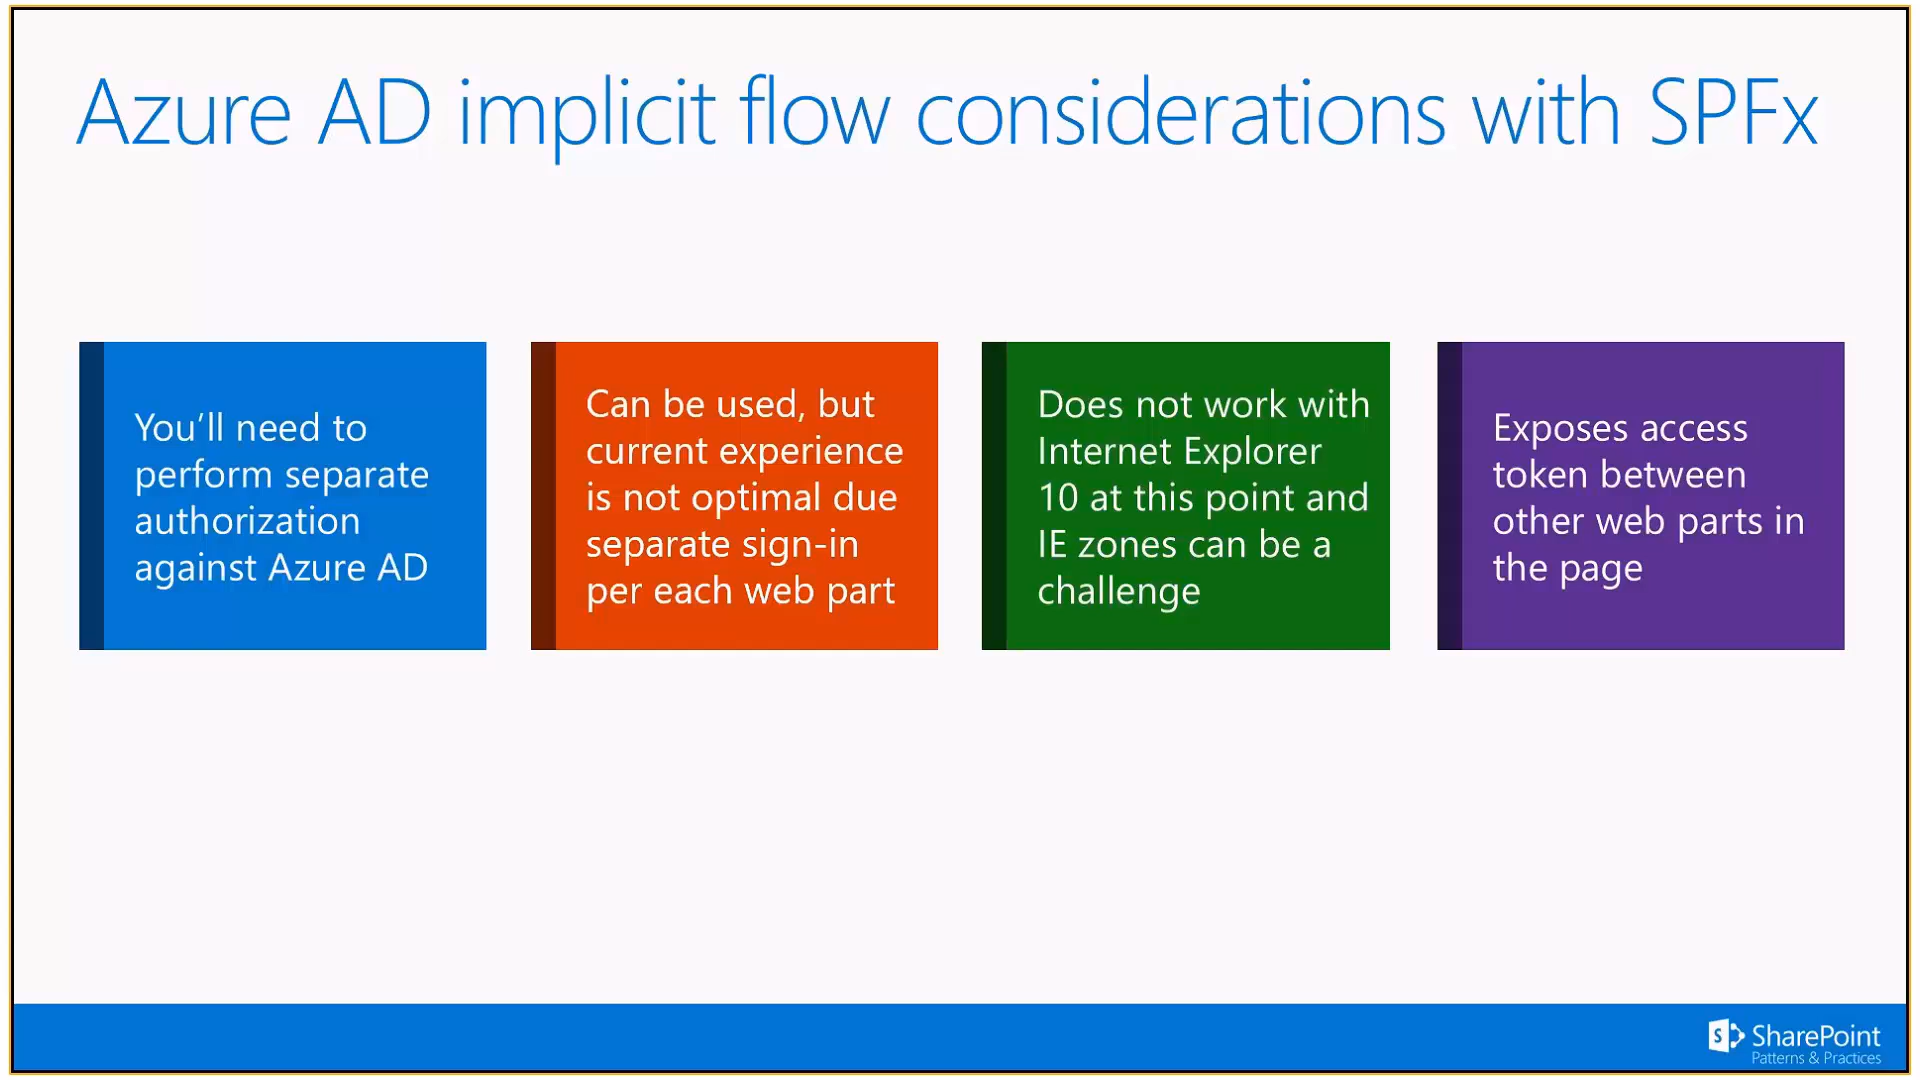 Azure AD implicit flow considerations with SPFx
You’ll need to
perform separate
authorization
against Azure AD
Can be used, but
current experience
is not optimal due
separate sign-in
per each web part
Does not work with
Internet Explorer
10 at this point and
IE zones can be a
challenge
Exposes access
token between
other web parts in
the page
S
SharePoint
Patterns & Practices